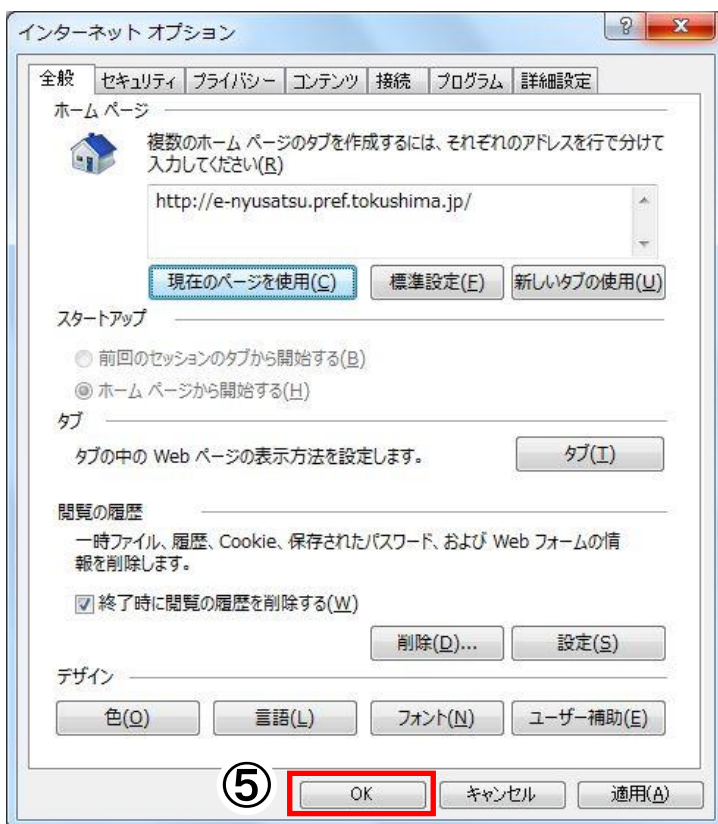 インターネット オプション
全般 セキュリティ プライバシー コンテンツ 接続 プログラム 詳細設定
ホーム ページ
複数のホーム ページのタブを作成するには、それぞれのアドレスを行で分けて
入力してください(R)
http://e-nyusatsu.pref.tokushima.jp/
現在のページを使用(C) 標準設定(F) 新しいタブの使用(U)
スタートアップ
前回のセッションのタブから開始する(B)
ホーム ページから開始する(H)
タブ
タブの中の Web ページの表示方法を設定します。 タブ(T)
閲覧の履歴
一時ファイル、履歴、Cookie、保存されたパスワード、および Web フォームの情
報を削除します。
終了時に閲覧の履歴を削除する(W)
削除(D)... 設定(S)
デザイン
色(O) 言語(L) フォント(N) ユーザー補助(E)
⑤ OK キャンセル 適用(A)